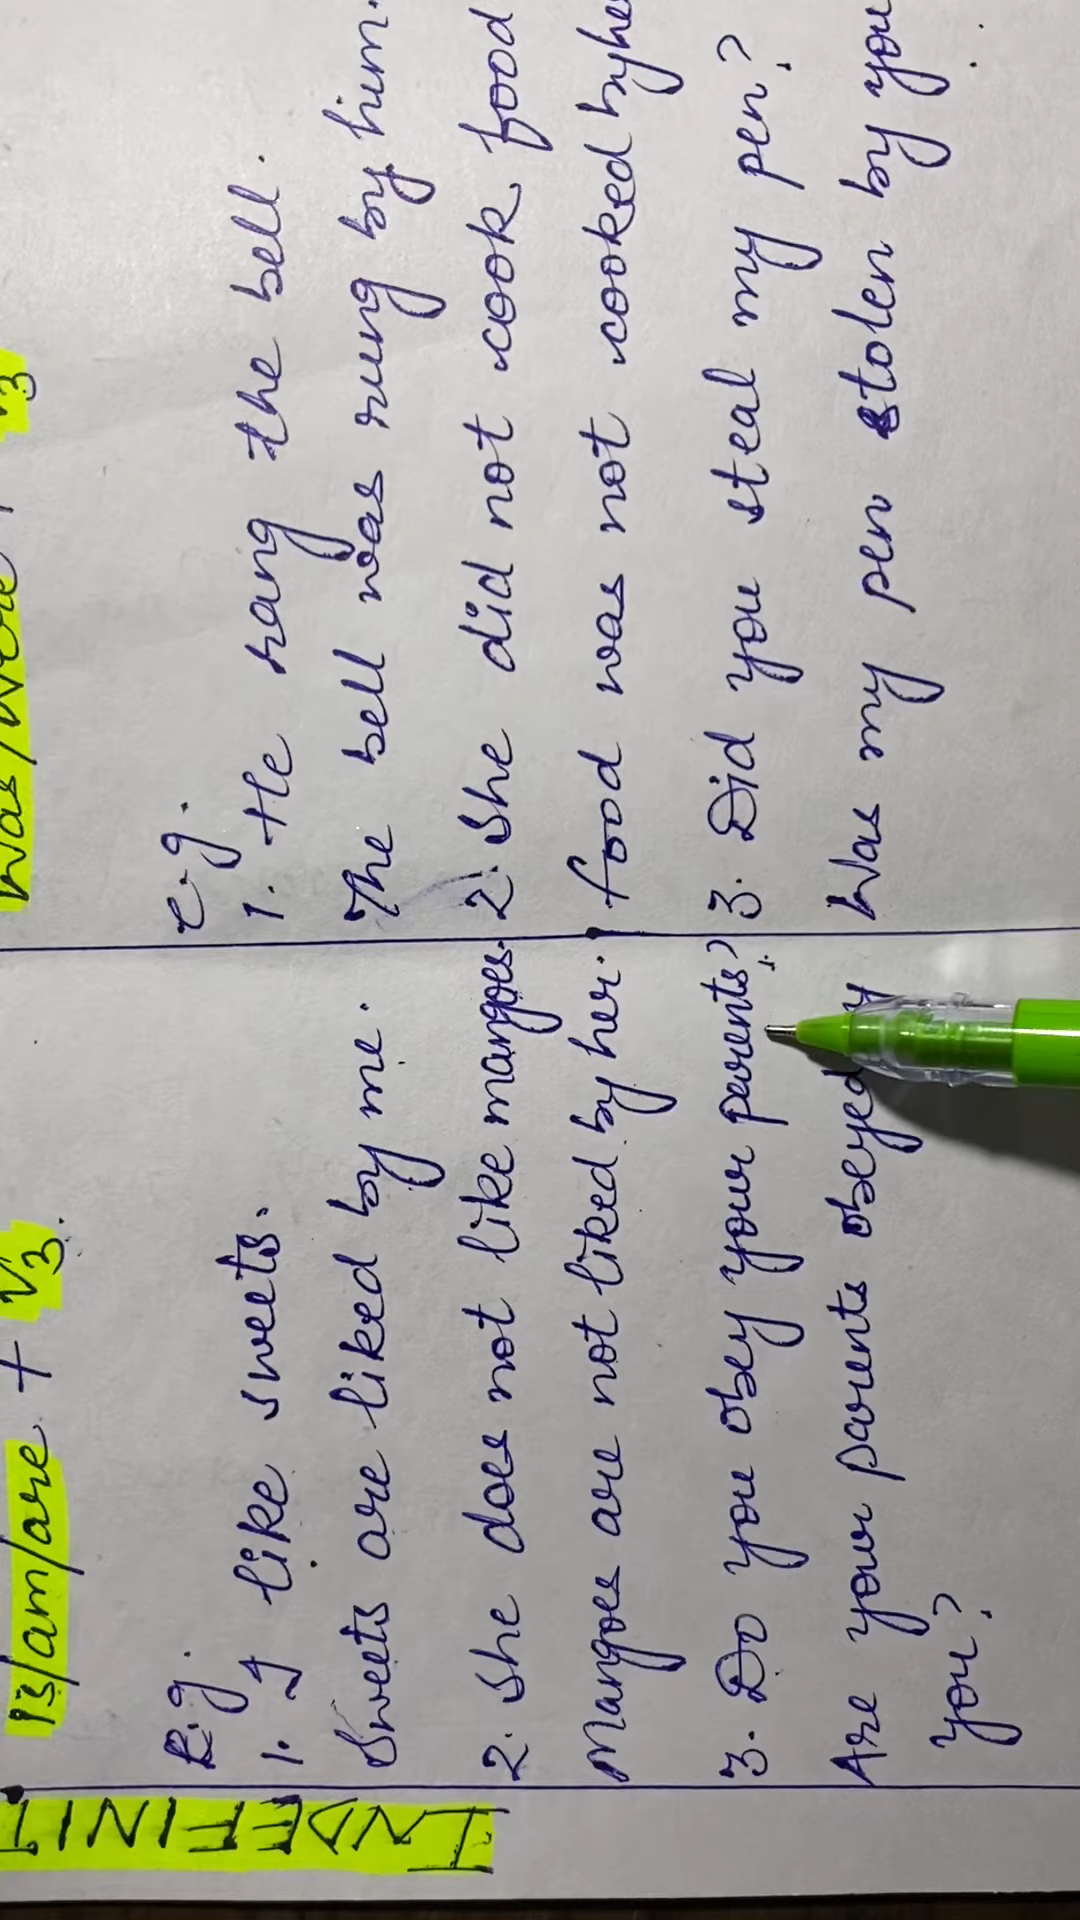 INDEFINIT
is/am/are + V3.
E.g.
1. I like sweets.
Sweets are liked by me.
2. She does not like mangoes.
Mangoes are not liked by her.
3. Do you obey your parents?
Are your parents obeyed by
you?
was/were + V3
e.g.
1. He rang the bell.
The bell was rung by him.
2. She did not cook food
food was not cooked by he
3. Did you steal my pen?
Was my pen stolen by you